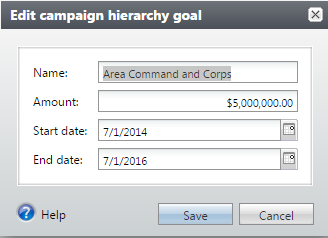 Edit campaign hierarchy goal
Name: Area Command and Corps
Amount: $5,000,000.00
Start date: 7/1/2014
End date: 7/1/2016
? Help Save Cancel